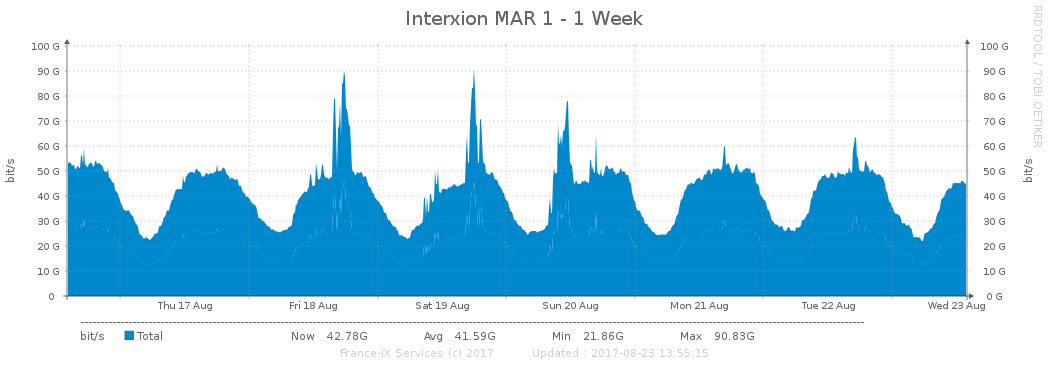 Interxion MAR 1 - 1 Week
RRDTOOL / TOBI OETIKER
bit/s
100 G
90 G
80 G
70 G
60 G
50 G
40 G
30 G
20 G
10 G
0
100 G
90 G
80 G
70 G
60 G
50 G
40 G
30 G
20 G
10 G
0 G
bit/s
Thu 17 Aug Fri 18 Aug Sat 19 Aug Sun 20 Aug Mon 21 Aug Tue 22 Aug Wed 23 Aug
bit/s Total Now 42.78G Avg 41.59G Min 21.86G Max 90.83G
France-IX Services (c) 2017 Updated : 2017-08-23 13:55:15